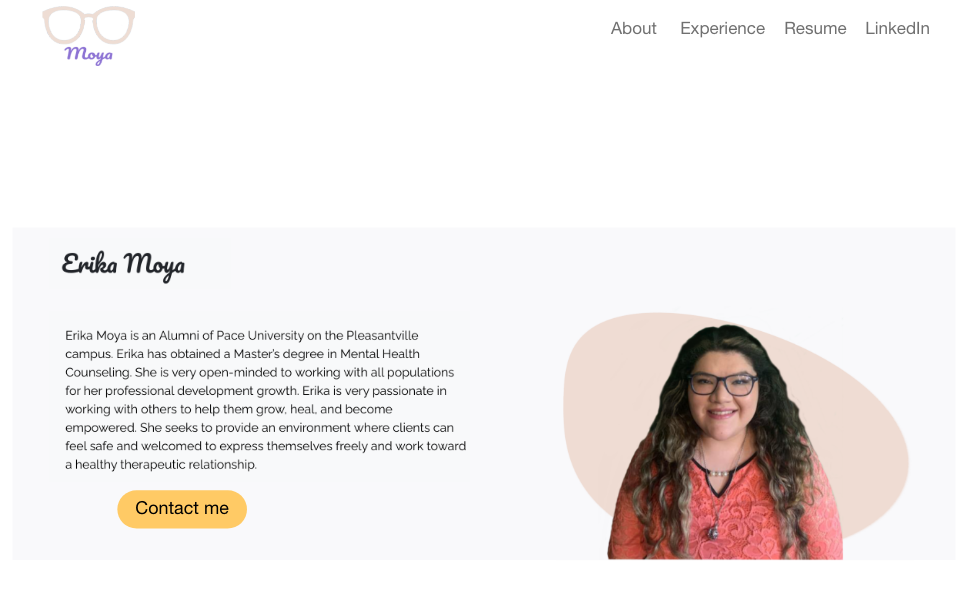 Moya
About Experience Resume LinkedIn
Erika Moya
Erika Moya is an Alumni of Pace University on the Pleasantville
campus. Erika has obtained a Master's degree in Mental Health
Counseling. She is very open-minded to working with all populations
for her professional development growth. Erika is very passionate in
working with others to help them grow, heal, and become
empowered. She seeks to provide an environment where clients can
feel safe and welcomed to express themselves freely and work toward
a healthy therapeutic relationship.
Contact me